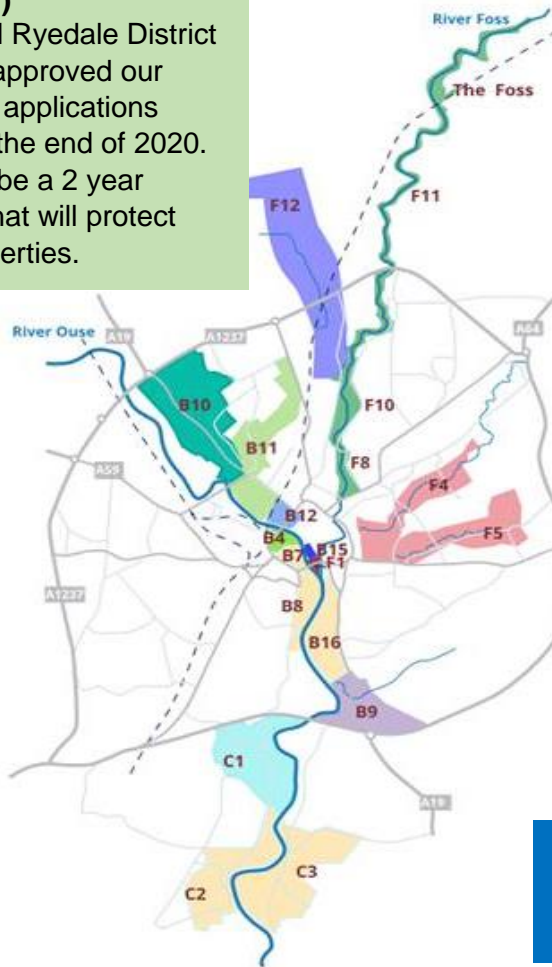 )
Ryedale District
approved our
applications
the end of 2020.
be a 2 year
hat will protect
erties.
River Foss
The Foss
F12
F11
River Ouse
A19
A1237
A64
B10
F10
B11
F8
A59
F4
B12
F5
B4
B15
B7
F1
A1237
B8
B16
B9
C1
A19
C3
C2